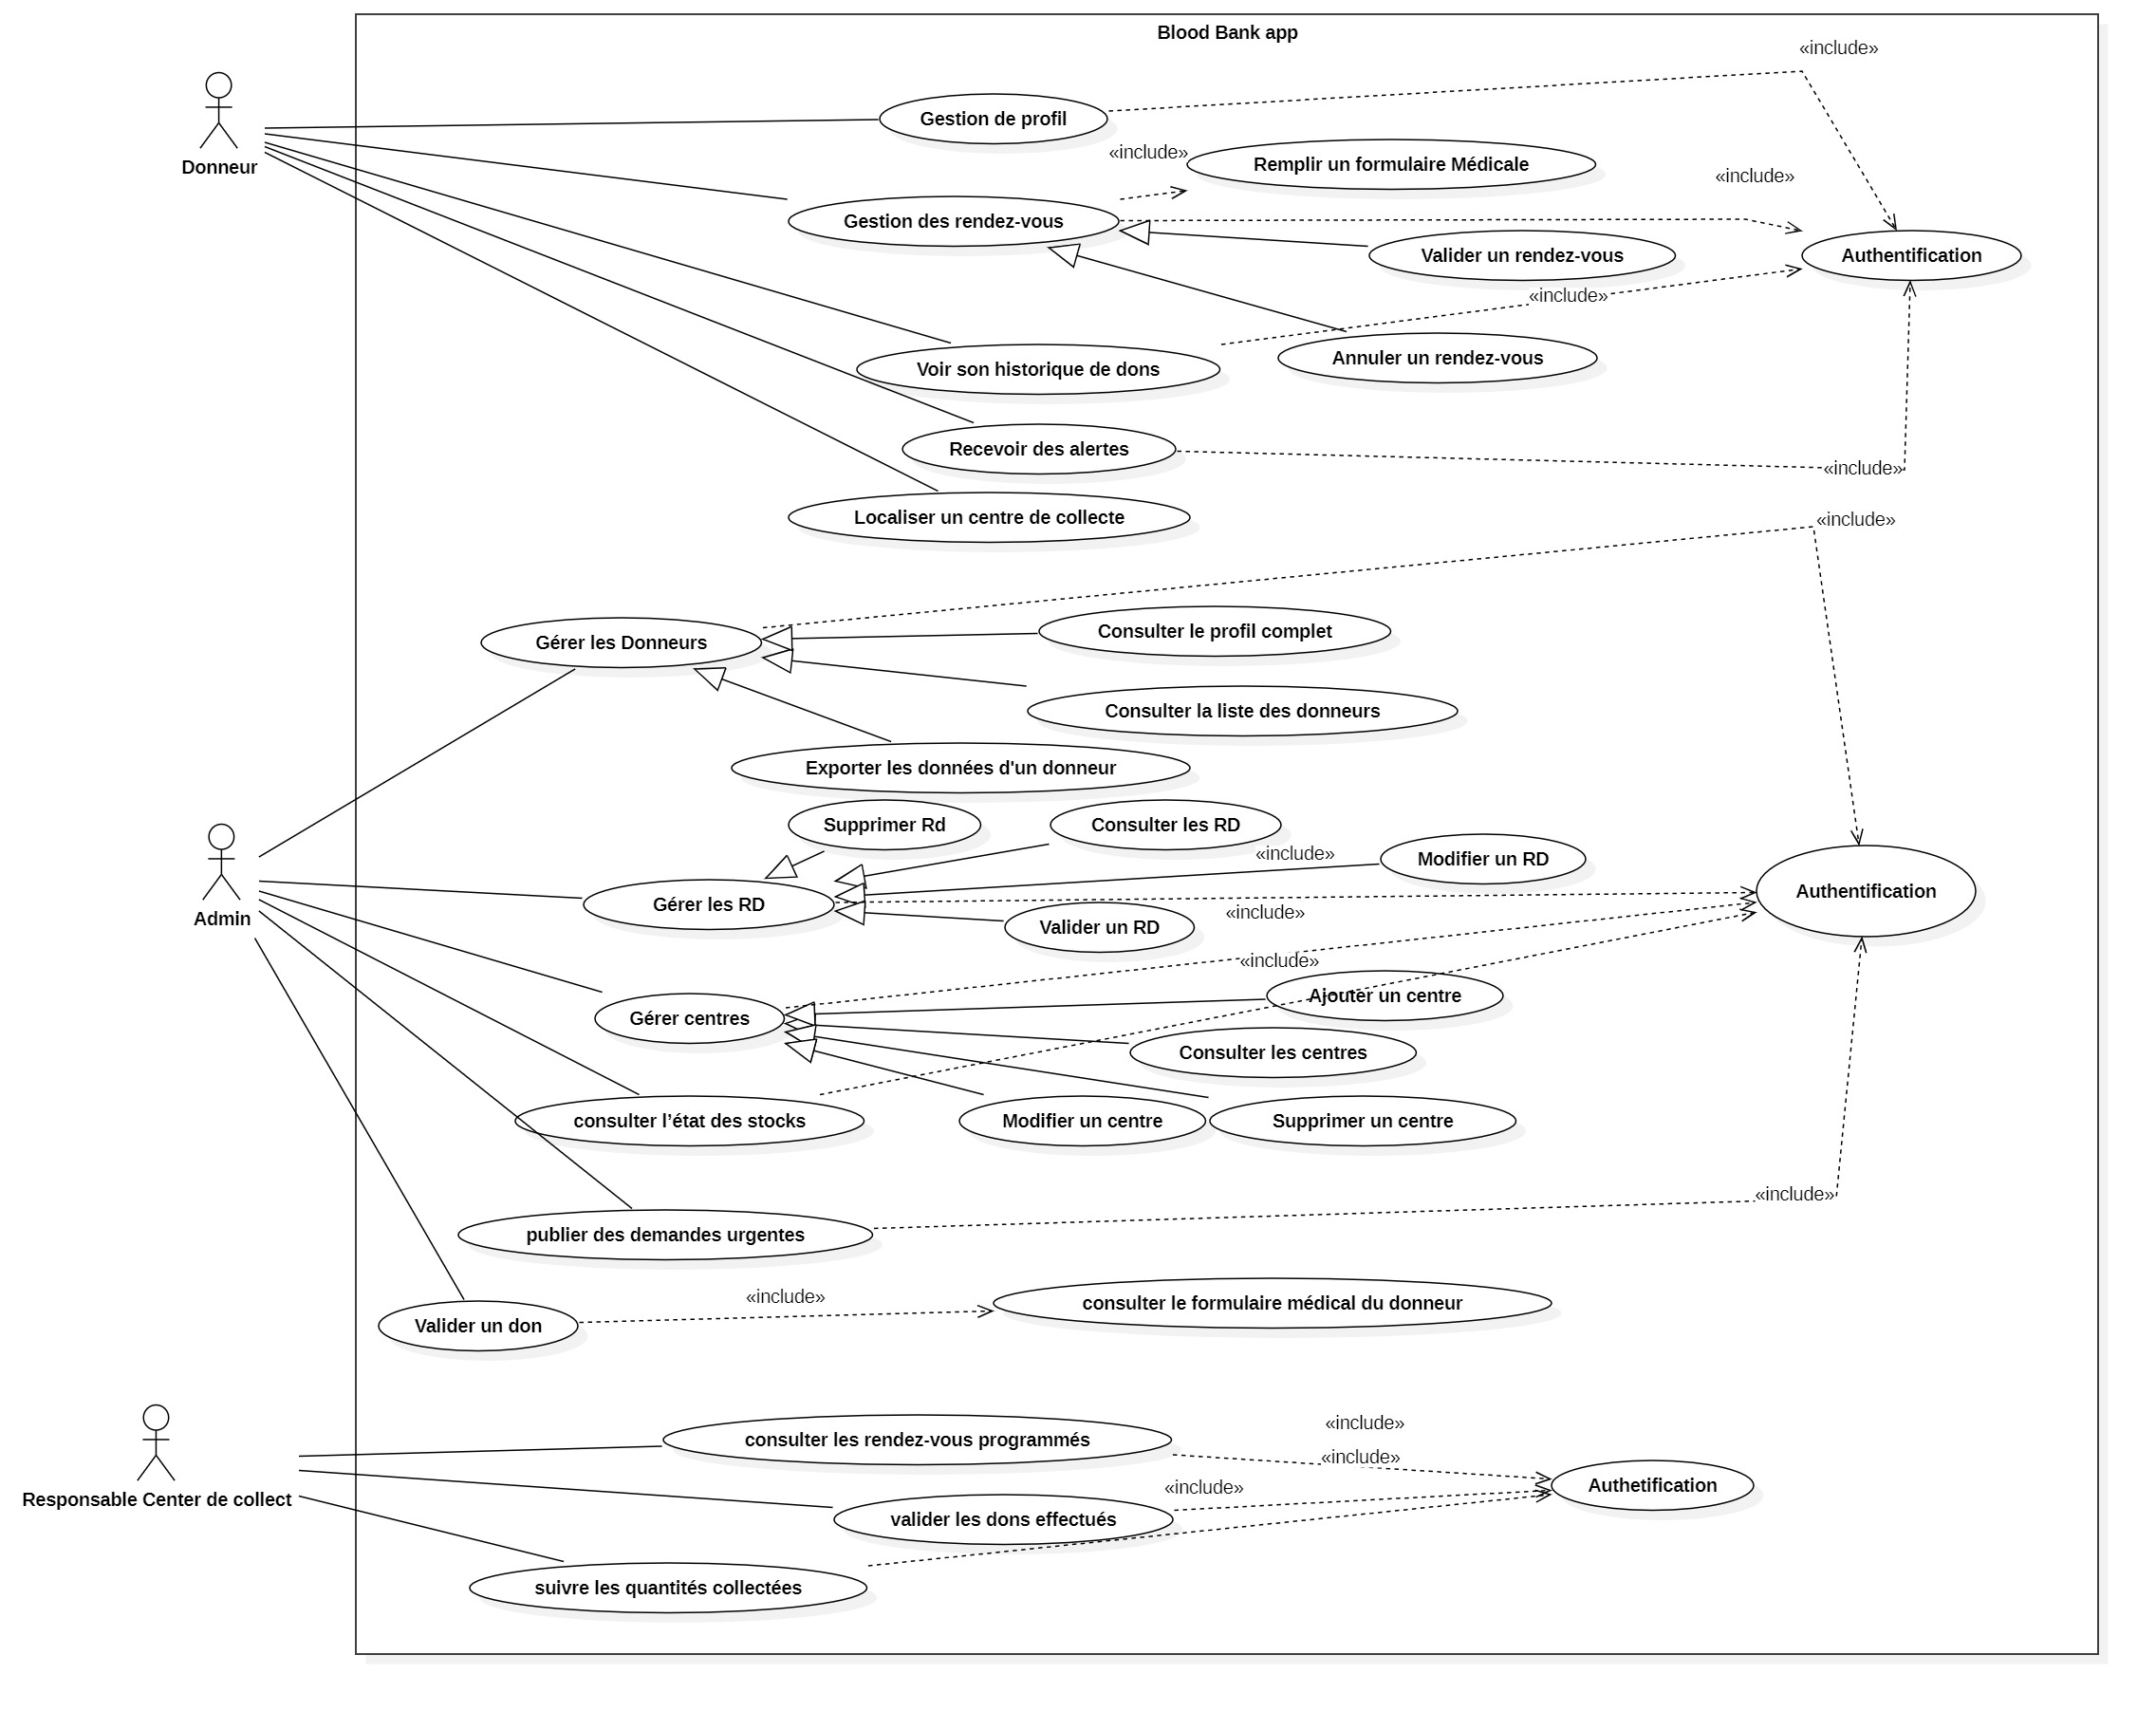 Blood Bank app
«include»
Donneur
Gestion de profil
«include»
Remplir un formulaire Médicale
«include»
Gestion des rendez-vous
Valider un rendez-vous
Authentification
«include»
Annuler un rendez-vous
Voir son historique de dons
Recevoir des alertes
«include»
Localiser un centre de collecte
«include»
Gérer les Donneurs
Consulter le profil complet
Consulter la liste des donneurs
Exporter les données d'un donneur
Supprimer Rd
Consulter les RD
«include»
Modifier un RD
Admin
Gérer les RD
«include»
Valider un RD
Authentification
«include»
Ajouter un centre
Gérer centres
Consulter les centres
consulter l’état des stocks
Modifier un centre
Supprimer un centre
«include»
publier des demandes urgentes
«include»
consulter le formulaire médical du donneur
Valider un don
«include»
consulter les rendez-vous programmés
«include»
Responsable Center de collect
«include»
Authetification
valider les dons effectués
suivre les quantités collectées